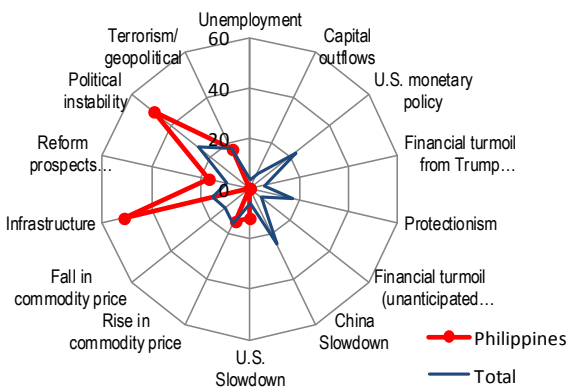 60
40
20
0
Unemployment
Capital
outflows
U.S. monetary
policy
Financial turmoil
from Trump...
Protectionism
Financial turmoil
(unanticipated...
China
Slowdown
U.S.
Slowdown
Rise in
commodity price
Fall in
commodity price
Infrastructure
Reform
prospects...
Political
instability
Terrorism/
geopolitical
Philippines
Total